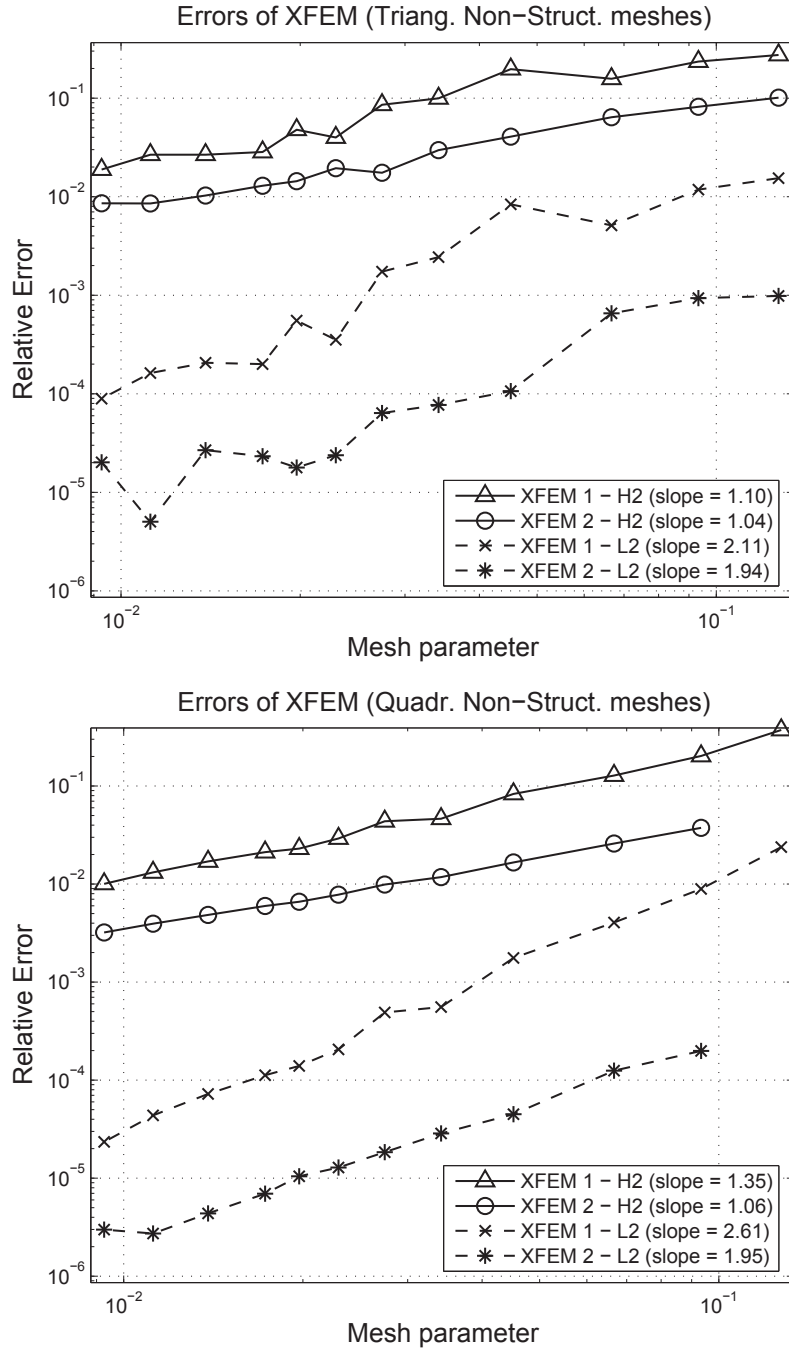 Errors of XFEM (Triang. Non−Struct. meshes)
10^-1
10^-2
10^-3
10^-4
10^-5
10^-6
Relative Error
XFEM 1 − H2 (slope = 1.10)
XFEM 2 − H2 (slope = 1.04)
XFEM 1 − L2 (slope = 2.11)
XFEM 2 − L2 (slope = 1.94)
10^-2
10^-1
Mesh parameter
Errors of XFEM (Quadr. Non−Struct. meshes)
10^-1
10^-2
10^-3
10^-4
10^-5
10^-6
Relative Error
XFEM 1 − H2 (slope = 1.35)
XFEM 2 − H2 (slope = 1.06)
XFEM 1 − L2 (slope = 2.61)
XFEM 2 − L2 (slope = 1.95)
10^-2
10^-1
Mesh parameter